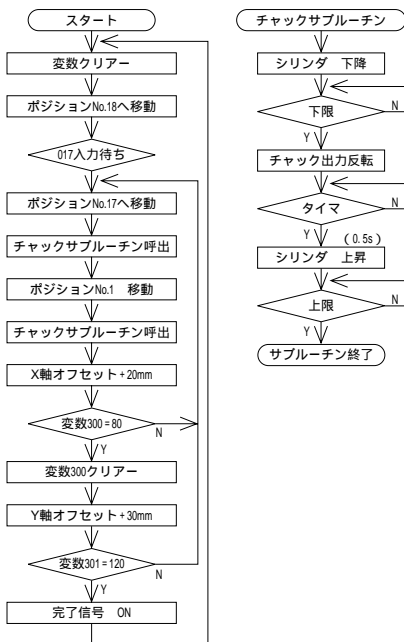 スタート
変数クリアー
ポジションNo.18へ移動
017入力待ち
ポジションNo.17へ移動
チャックサブルーチン呼出
ポジションNo.1 移動
チャックサブルーチン呼出
X軸オフセット+20mm
変数300=80
N
Y
変数300クリアー
Y軸オフセット+30mm
変数301=120
N
Y
完了信号 ON
チャックサブルーチン
シリンダ 下降
下限
N
Y
チャック出力反転
タイマ
N
Y
(0.5s)
シリンダ 上昇
上限
N
Y
サブルーチン終了